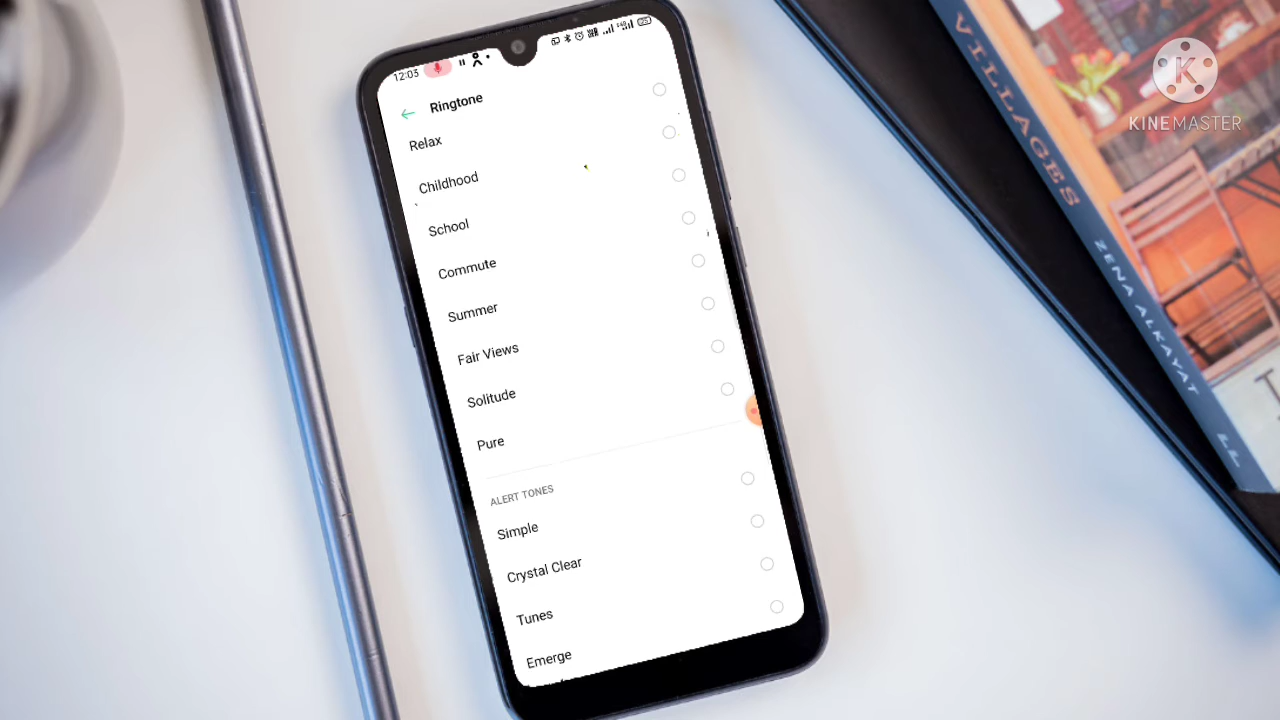 12:03
Ringtone
Relax
Childhood
School
Commute
Summer
Fair Views
Solitude
Pure
ALERT TONES
Simple
Crystal Clear
Tunes
Emerge
K
KINEMASTER
VILLAGES
ZENA ALKAYAT